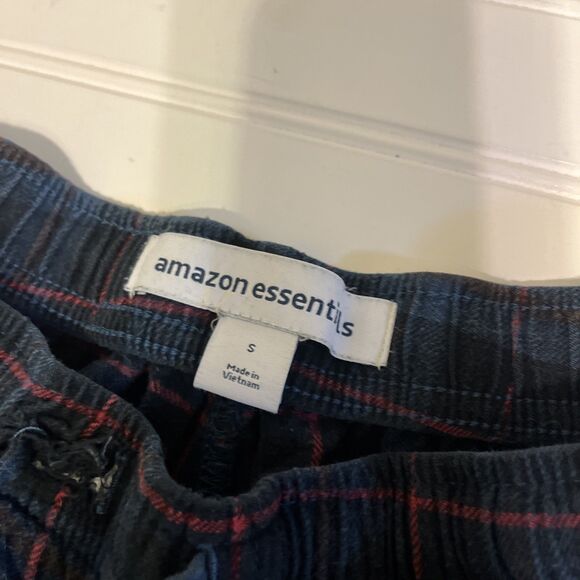 amazon essentials
S
Made in
Vietnam